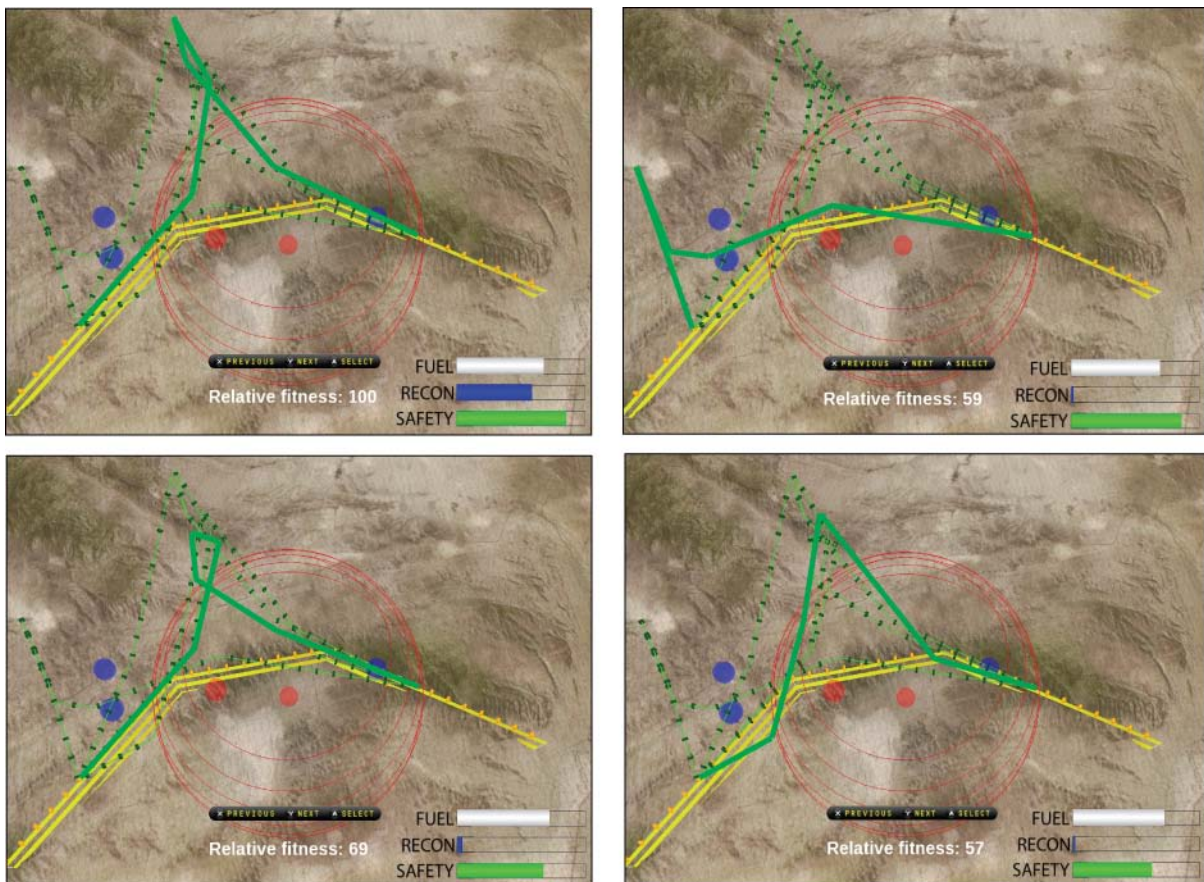 X PREVIOUS Y NEXT A SELECT
Relative fitness: 100
FUEL
RECON
SAFETY
X PREVIOUS Y NEXT A SELECT
Relative fitness: 59
FUEL
RECON
SAFETY
X PREVIOUS Y NEXT A SELECT
Relative fitness: 69
FUEL
RECON
SAFETY
X PREVIOUS Y NEXT A SELECT
Relative fitness: 57
FUEL
RECON
SAFETY